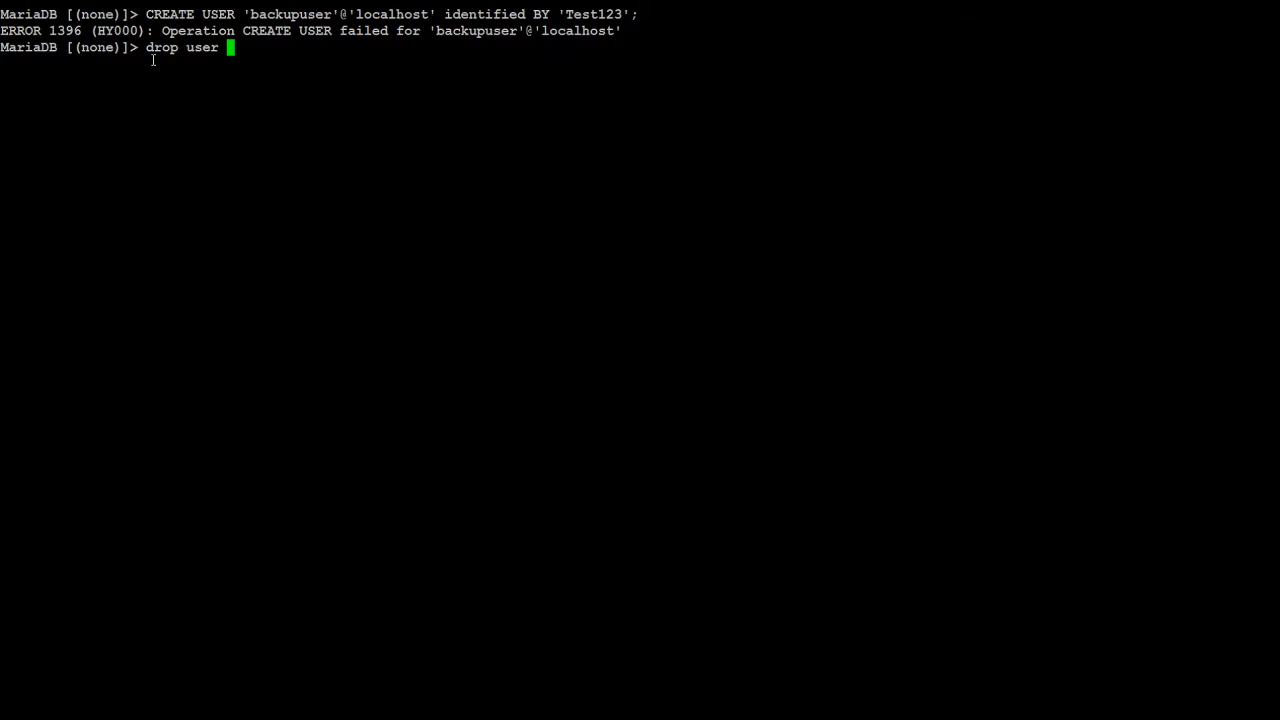 MariaDB [(none)]> CREATE USER 'backupuser'@'localhost' identified BY 'Test123';
ERROR 1396 (HY000): Operation CREATE USER failed for 'backupuser'@'localhost'
MariaDB [(none)]> drop user